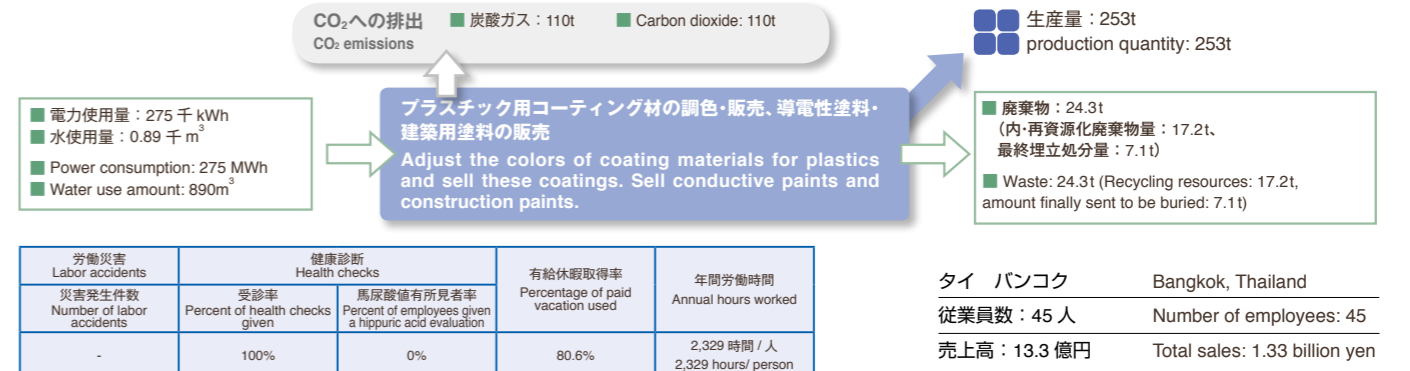 CO₂への排出
CO₂ emissions
■ 炭酸ガス：110t
■ Carbon dioxide: 110t
生産量：253t
production quantity: 253t
■ 電力使用量：275 千 kWh
■ 水使用量：0.89 千 m³
■ Power consumption: 275 MWh
■ Water use amount: 890m³
プラスチック用コーティング材の調色・販売、導電性塗料・
建築用塗料の販売
Adjust the colors of coating materials for plastics
and sell these coatings. Sell conductive paints and
construction paints.
■ 廃棄物：24.3t
（内・再資源化廃棄物量：17.2t、
最終埋立処分量：7.1t）
■ Waste: 24.3t (Recycling resources: 17.2t,
amount finally sent to be buried: 7.1t)
労働災害
Labor accidents
健康診断
Health checks
有給休暇取得率
Percentage of paid
vacation used
年間労働時間
Annual hours worked
災害発生件数
Number of labor
accidents
受診率
Percent of health checks
given
馬尿酸値有所見者率
Percent of employees given
a hippuric acid evaluation
-
100%
0%
80.6%
2,329 時間 / 人
2,329 hours/ person
タイ　バンコク
Bangkok, Thailand
従業員数：45 人
Number of employees: 45
売上高：13.3 億円
Total sales: 1.33 billion yen